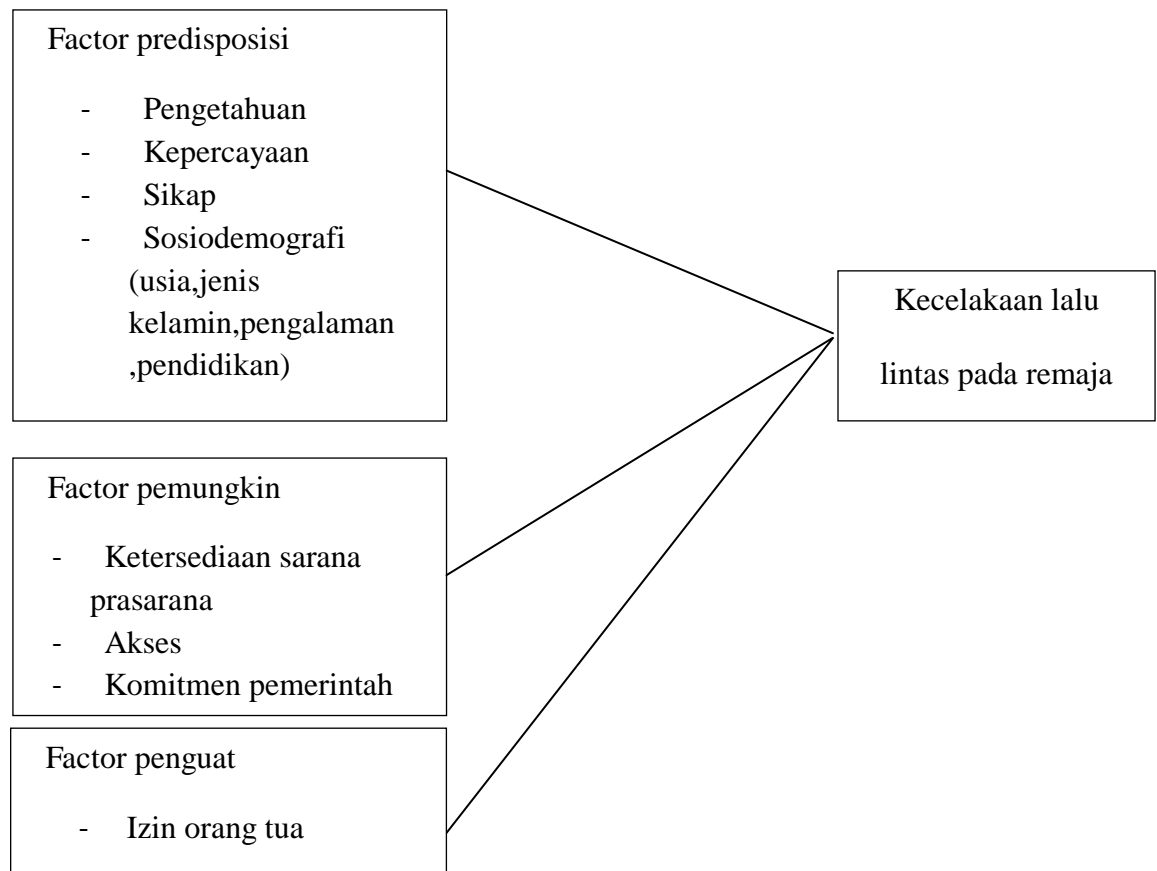 Factor predisposisi
- Pengetahuan
- Kepercayaan
- Sikap
- Sosiodemografi
(usia,jenis
kelamin,pengalaman
,pendidikan)
Kecelakaan lalu
lintas pada remaja
Factor pemungkin
- Ketersediaan sarana
prasarana
- Akses
- Komitmen pemerintah
Factor penguat
- Izin orang tua